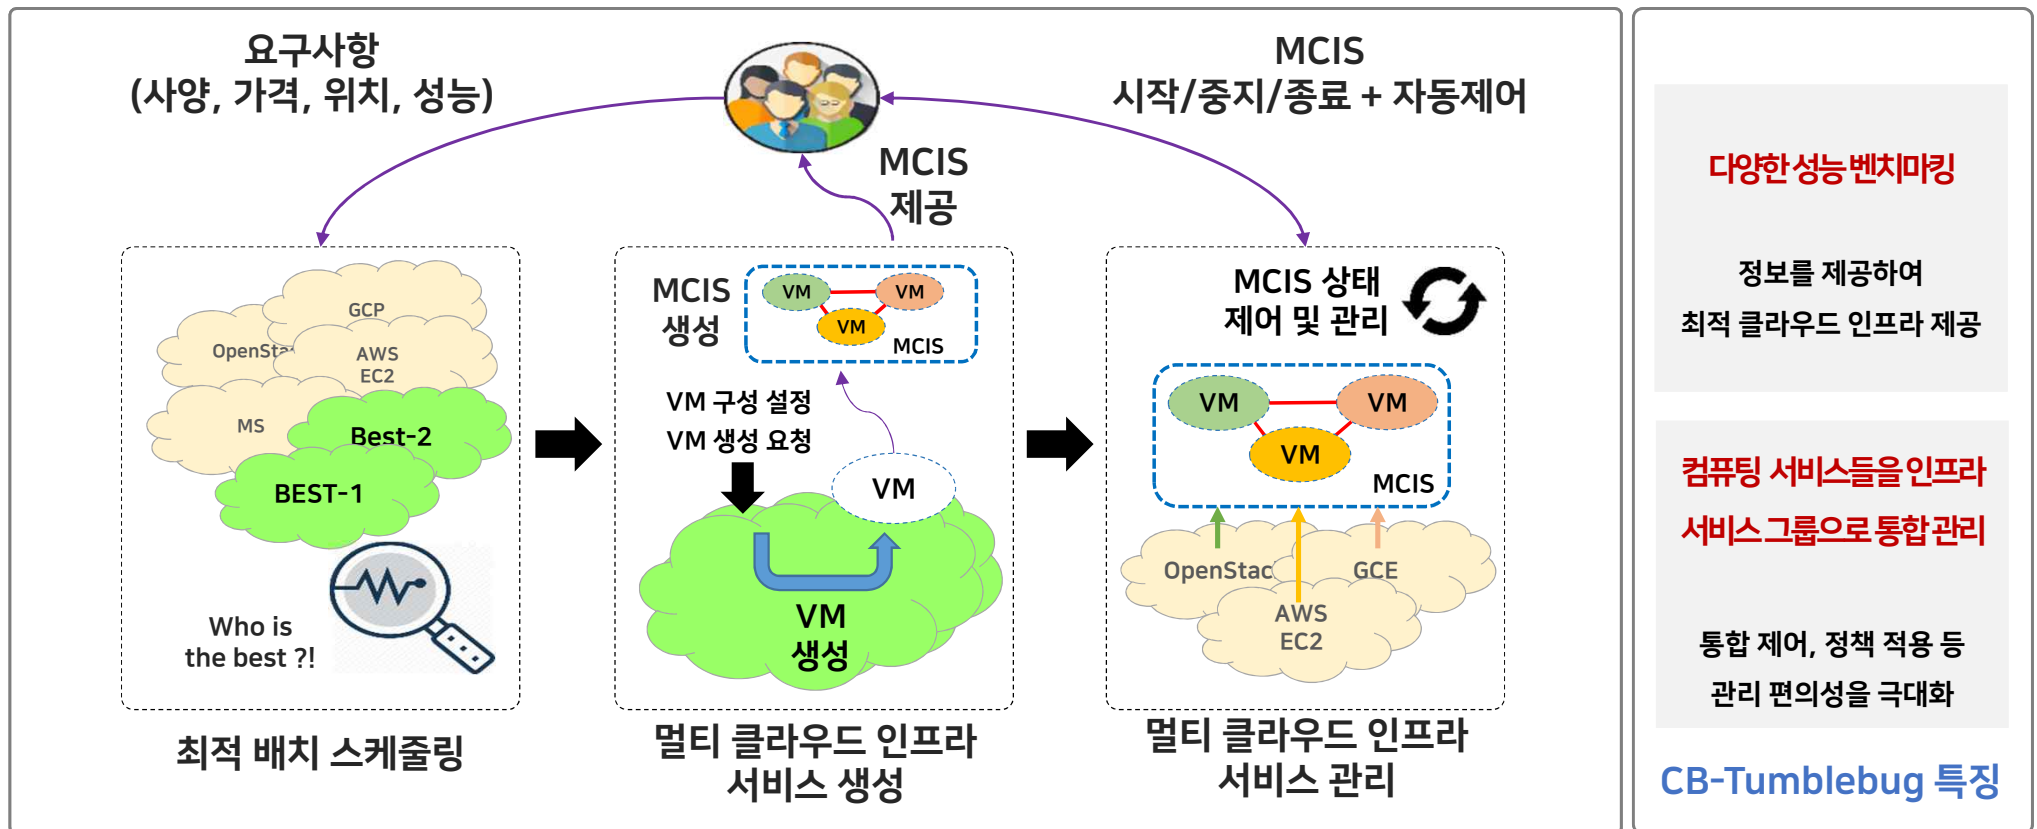 요구사항
(사양, 가격, 위치, 성능)
MCIS
시작/중지/종료 + 자동제어
MCIS
제공
GCP
OpenSta
AWS
EC2
MS
Best-2
BEST-1
Who is
the best ?!
최적 배치 스케줄링
MCIS
생성
VM
VM
VM
MCIS
VM 구성 설정
VM 생성 요청
VM
VM
생성
멀티 클라우드 인프라
서비스 생성
MCIS 상태
제어 및 관리
VM
VM
VM
MCIS
OpenStac
GCE
AWS
EC2
멀티 클라우드 인프라
서비스 관리
다양한 성능 벤치마킹
정보를 제공하여
최적 클라우드 인프라 제공
컴퓨팅 서비스들을 인프라
서비스 그룹으로 통합 관리
통합 제어, 정책 적용 등
관리 편의성을 극대화
CB-Tumblebug 특징